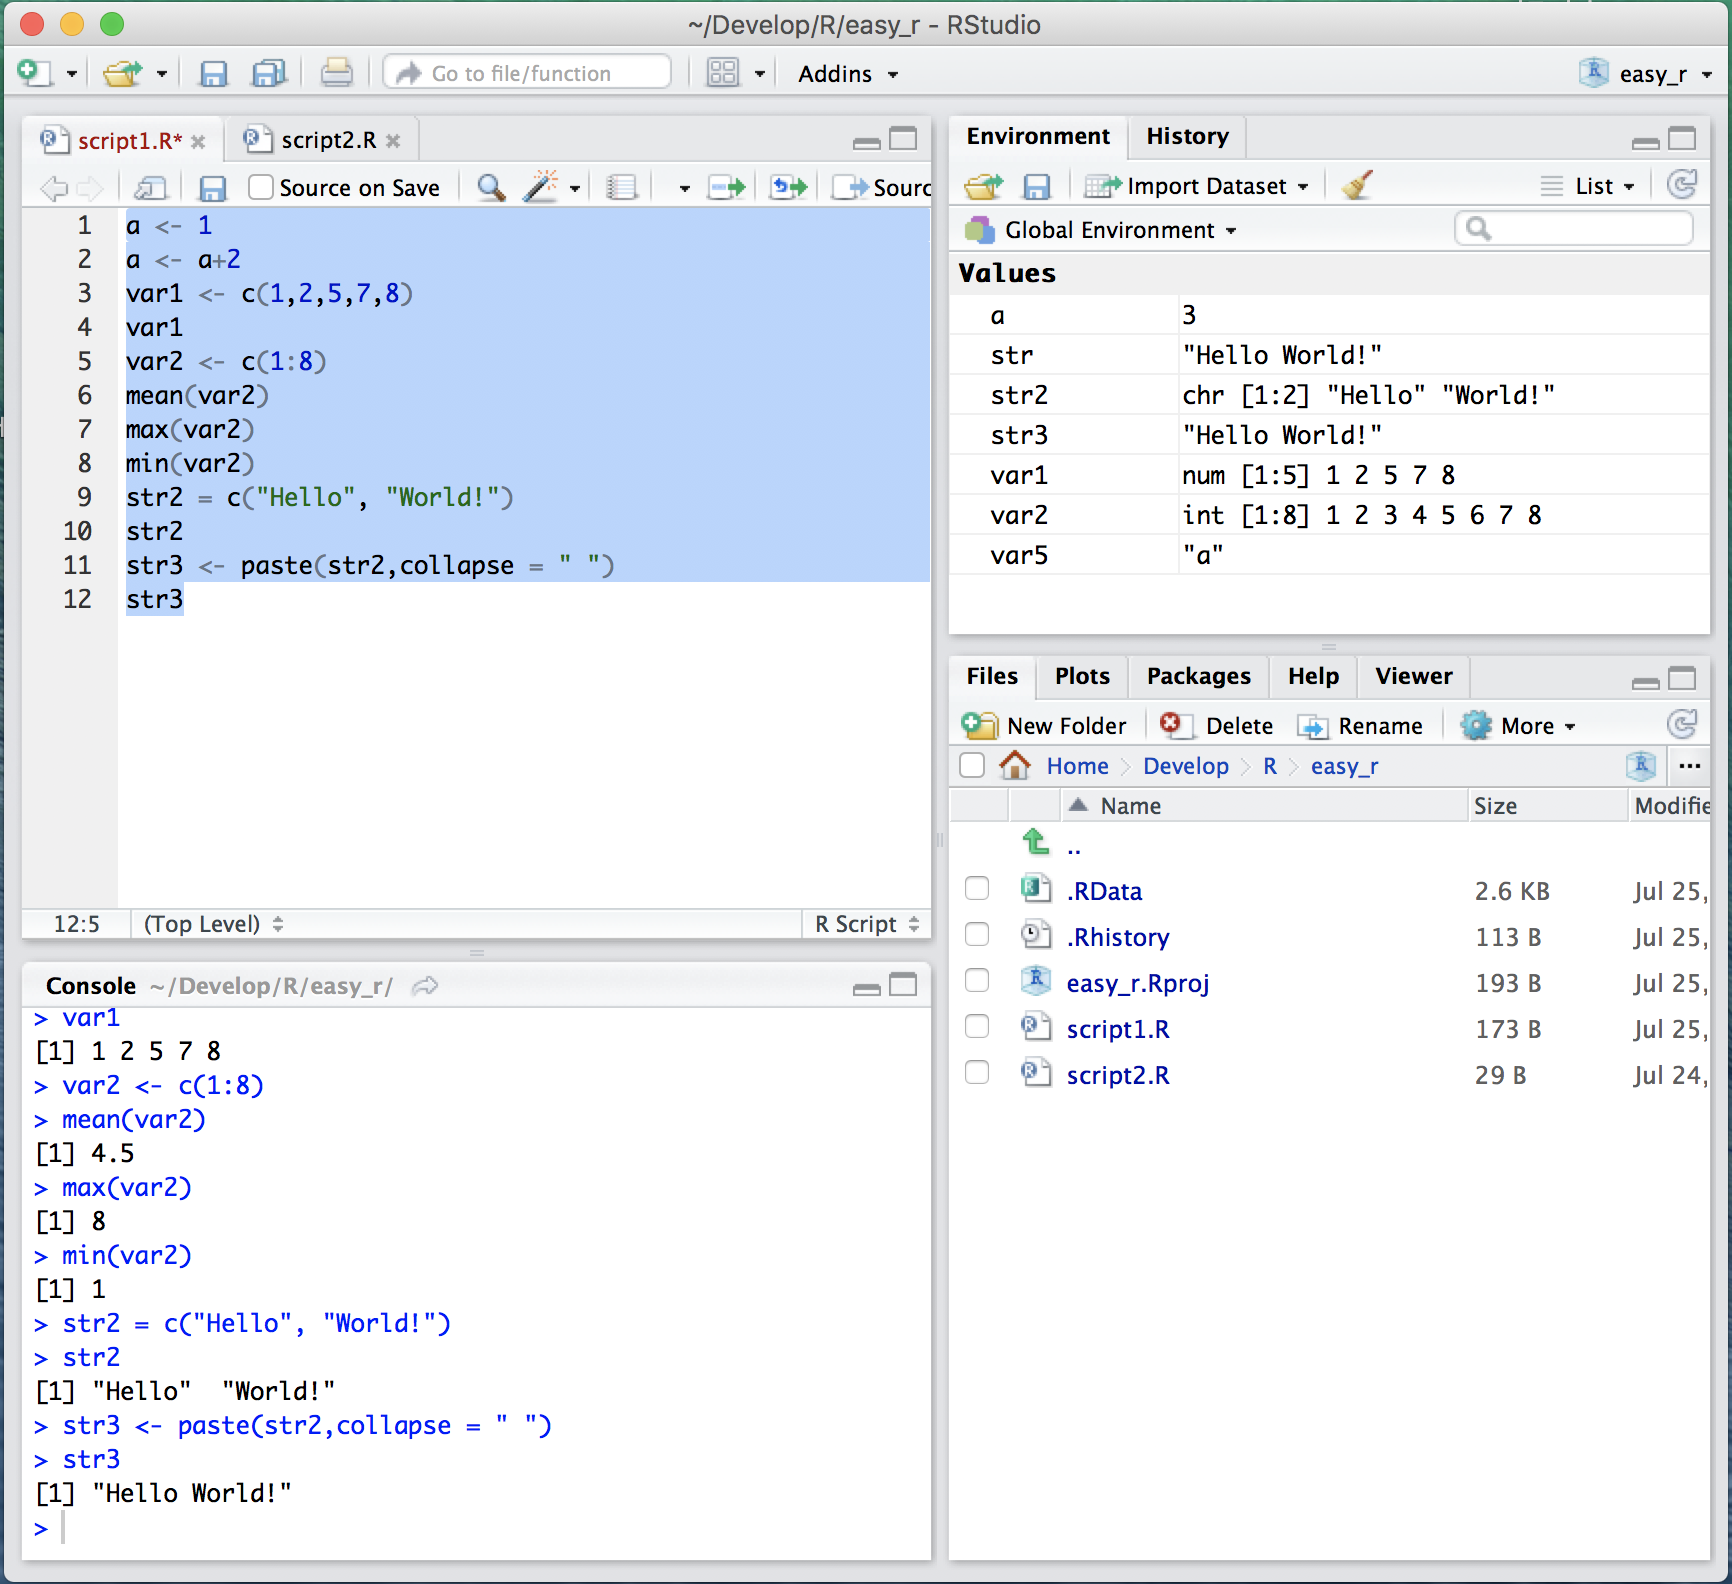 ~/Develop/R/easy_r - RStudio
Go to file/function
Addins
easy_r
script1.R*
script2.R
Source on Save
Sourc
1 a <- 1
2 a <- a+2
3 var1 <- c(1,2,5,7,8)
4 var1
5 var2 <- c(1:8)
6 mean(var2)
7 max(var2)
8 min(var2)
9 str2 = c("Hello", "World!")
10 str2
11 str3 <- paste(str2,collapse = " ")
12 str3
12:5 (Top Level) R Script
Console ~/Develop/R/easy_r/
> var1
[1] 1 2 5 7 8
> var2 <- c(1:8)
> mean(var2)
[1] 4.5
> max(var2)
[1] 8
> min(var2)
[1] 1
> str2 = c("Hello", "World!")
> str2
[1] "Hello"  "World!"
> str3 <- paste(str2,collapse = " ")
> str3
[1] "Hello World!"
>
Environment History
Import Dataset List
Global Environment
Values
a 3
str "Hello World!"
str2 chr [1:2] "Hello" "World!"
str3 "Hello World!"
var1 num [1:5] 1 2 5 7 8
var2 int [1:8] 1 2 3 4 5 6 7 8
var5 "a"
Files Plots Packages Help Viewer
New Folder Delete Rename More
Home Develop R easy_r ...
Name Size Modifie
..
.RData 2.6 KB Jul 25,
.Rhistory 113 B Jul 25,
easy_r.Rproj 193 B Jul 25,
script1.R 173 B Jul 25,
script2.R 29 B Jul 24,